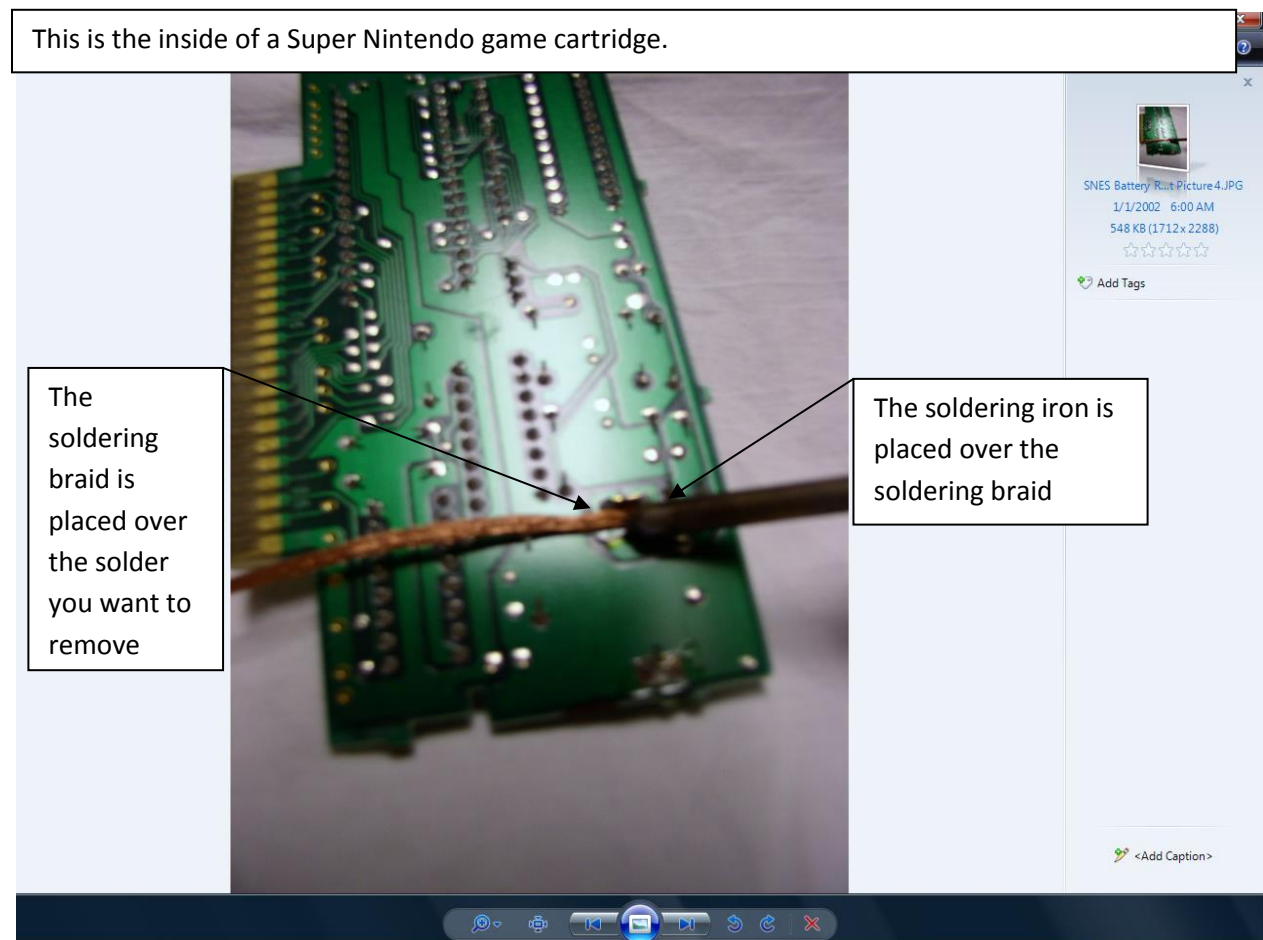 This is the inside of a Super Nintendo game cartridge.
SNES Battery R...t Picture 4.JPG
1/1/2002 6:00 AM
548 KB (1712 x 2288)
Add Tags
The
soldering
braid is
placed over
the solder
you want to
remove
The soldering iron is
placed over the
soldering braid
<Add Caption>